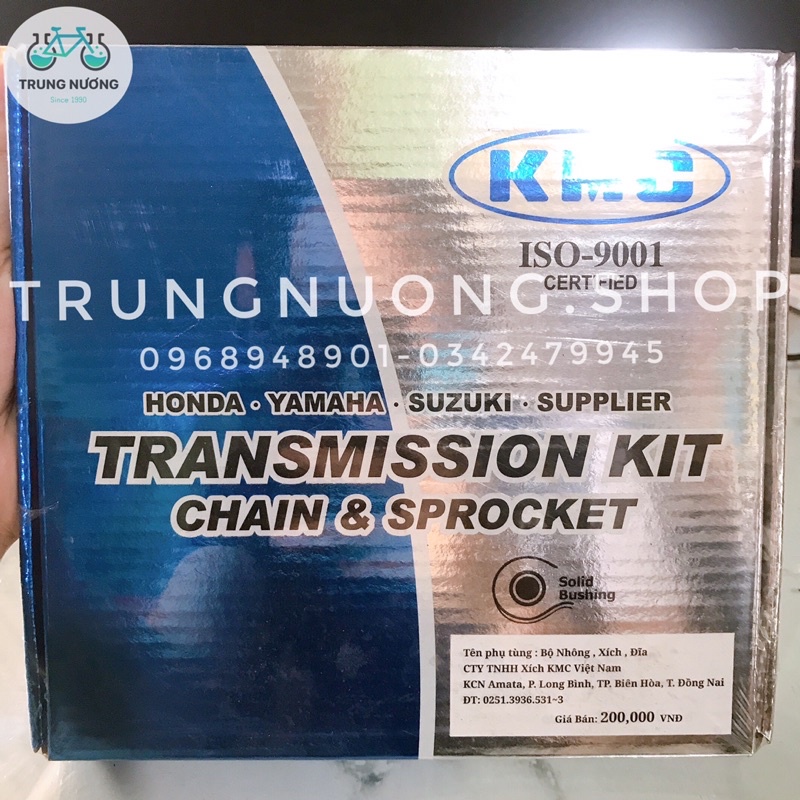 TRUNG NƯƠNG
Since 1890
KMC
ISO-9001
CERTIFIED
TRUNGNUONG.SHOP
0968948901-0342479945
HONDA · YAMAHA · SUZUKI · SUPPLIER
TRANSMISSION KIT
CHAIN & SPROCKET
Solid
Bushing
Tên phụ tùng : Bộ Nhông , Xích , Đĩa
CTY TNHH Xích KMC Việt Nam
KCN Amata, P. Long Bình, TP. Biên Hòa, T. Đồng Nai
ĐT: 0251.3936.531~3
Giá Bán: 200,000 VNĐ